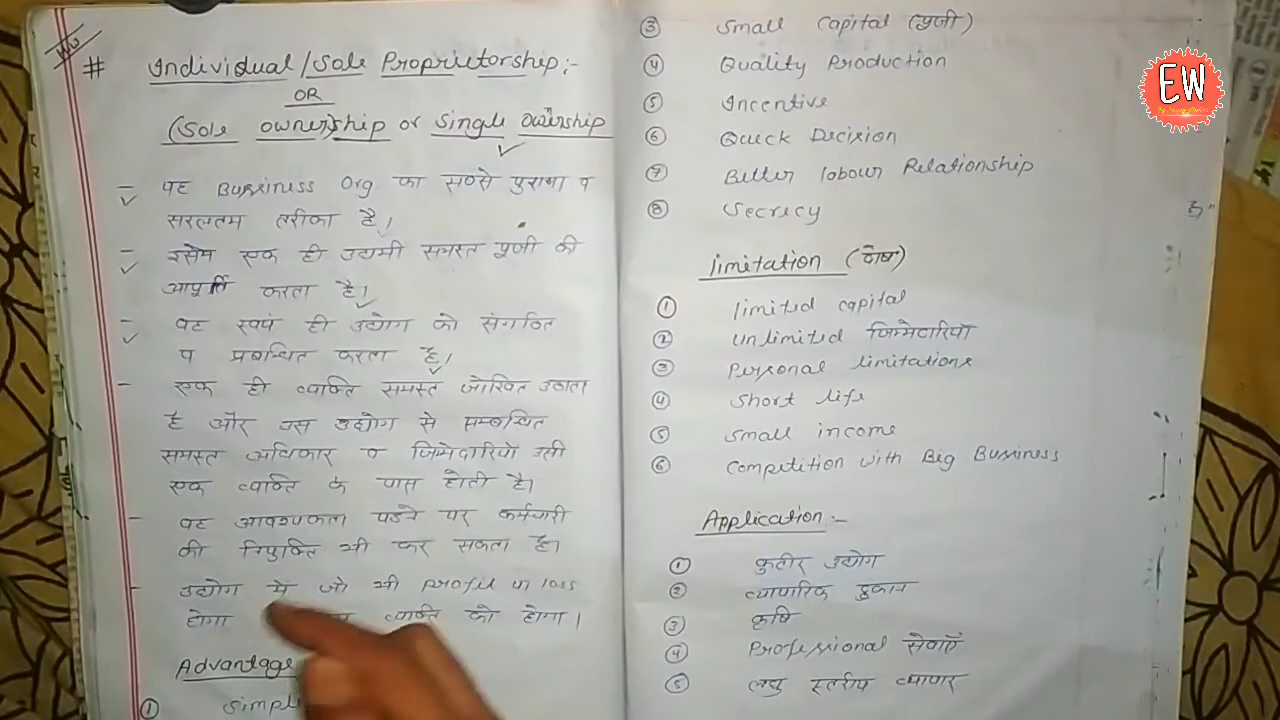 HW
# Individual / Sole Proprietorship :-
OR
(Sole ownership or Single ownership
- यह Bussiness Org. का सबसे पुराना व
सरलतम तरीका है।
- इसमे एक ही उद्यमी समस्त पूंजी की
आपूर्ति करता है।
- वह स्वयं ही उद्योग को संगठित
व प्रबन्धित करता है।
- एक ही व्यक्ति समस्त जोखिम उठाता
है और उस उद्योग से सम्बन्धित
समस्त अधिकार व जिम्मेदारियाँ उसी
एक व्यक्ति के पास होती है।
- वह आवश्यकता पडने पर कर्मचारी
की नियुक्ति भी कर सकता है।
- उद्योग मे जो भी profit या loss
होगा व्यक्ति को होगा।
Advantage
① Simpl
③ Small Capital (पूंजी)
④ Quality Production
⑤ Incentive
⑥ Quick Decision
⑦ Better labour Relationship
⑧ Secrecy
limitation (दोष)
① limited capital
② Unlimited जिम्मेदारियाँ
③ Personal limitations
④ Short life
⑤ Small income
⑥ Competition with Big Bussiness
Application :-
① कुटीर उद्योग
② व्यापारिक दुकान
③ कृषि
④ Professional सेवाएँ
⑤ लघु स्तरीय व्यापार
EW